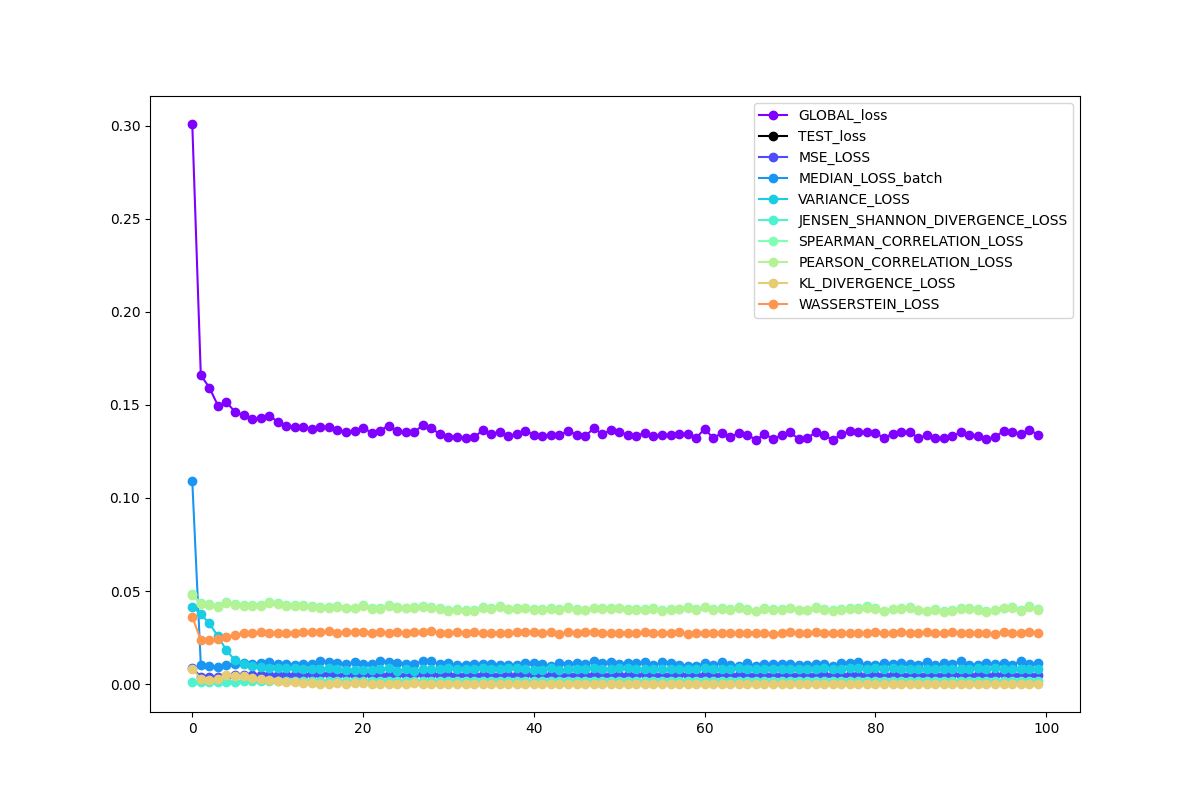 0.30
0.25
0.20
0.15
0.10
0.05
0.00
0 20 40 60 80 100
GLOBAL_loss
TEST_loss
MSE_LOSS
MEDIAN_LOSS_batch
VARIANCE_LOSS
JENSEN_SHANNON_DIVERGENCE_LOSS
SPEARMAN_CORRELATION_LOSS
PEARSON_CORRELATION_LOSS
KL_DIVERGENCE_LOSS
WASSERSTEIN_LOSS